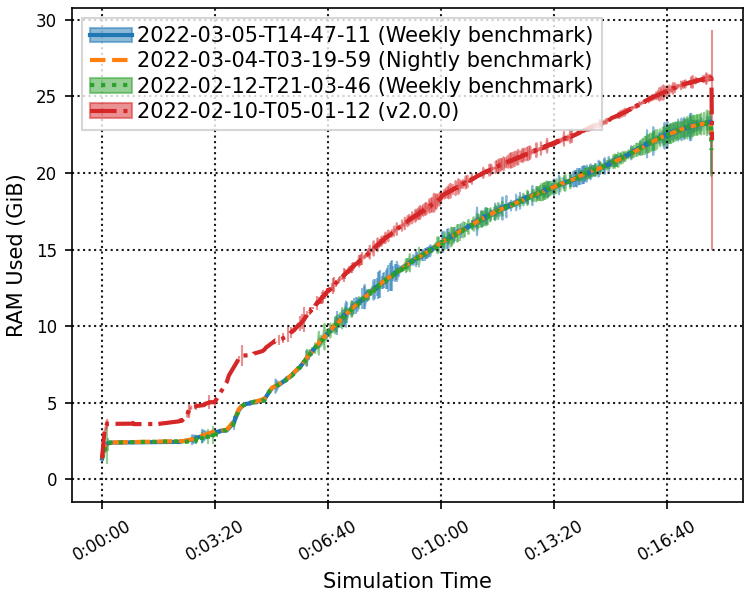 2022-03-05-T14-47-11 (Weekly benchmark)
2022-03-04-T03-19-59 (Nightly benchmark)
2022-02-12-T21-03-46 (Weekly benchmark)
2022-02-10-T05-01-12 (v2.0.0)
RAM Used (GiB)
30
25
20
15
10
5
0
0:00:00
0:03:20
0:06:40
0:10:00
0:13:20
0:16:40
Simulation Time